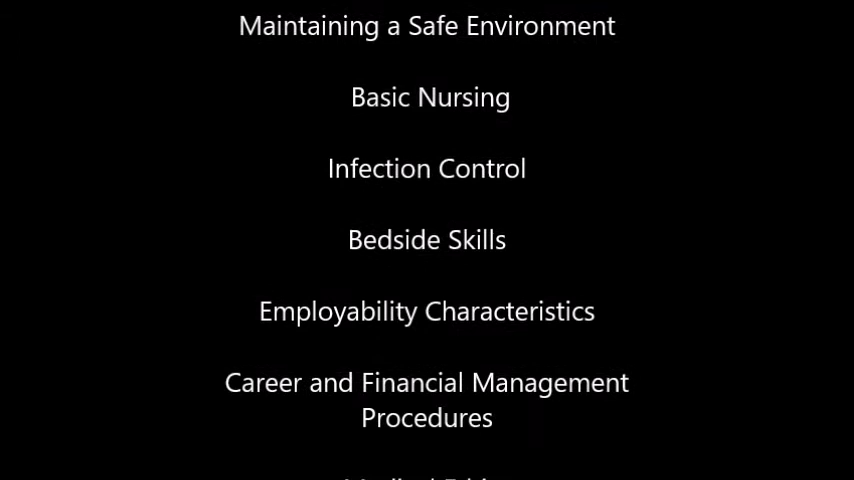 Maintaining a Safe Environment
Basic Nursing
Infection Control
Bedside Skills
Employability Characteristics
Career and Financial Management
Procedures